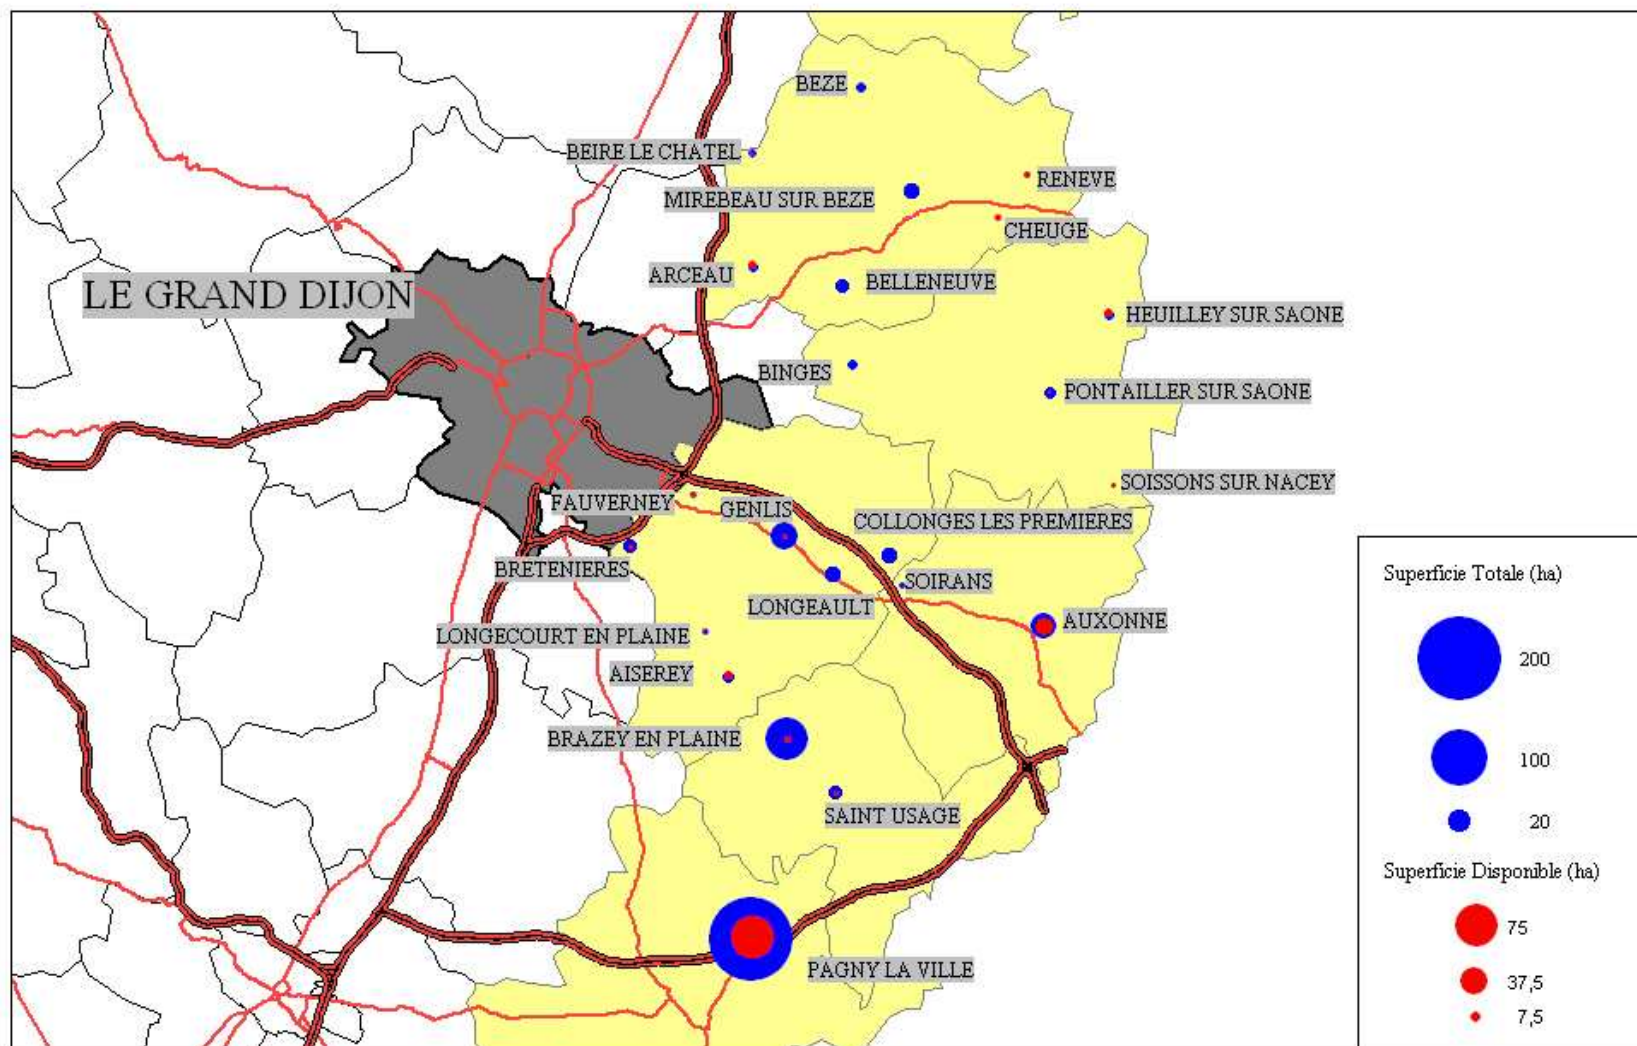 BEZE
BEIRE LE CHATEL
RENEVE
MIREBEAU SUR BEZE
CHEUGE
ARCEAU
BELLENEUVE
LE GRAND DIJON
HEUILLEY SUR SAONE
BINGES
PONTAILLER SUR SAONE
SOISSONS SUR NACEY
FAUVERNEY
GENLIS
COLLONGES LES PREMIERES
BRETENIERES
SOIRANS
LONGEAULT
AUXONNE
LONGECOURT EN PLAINE
AISEREY
BRAZEY EN PLAINE
SAINT USAGE
PAGNY LA VILLE
Superficie Totale (ha)
200
100
20
Superficie Disponible (ha)
75
37,5
7,5